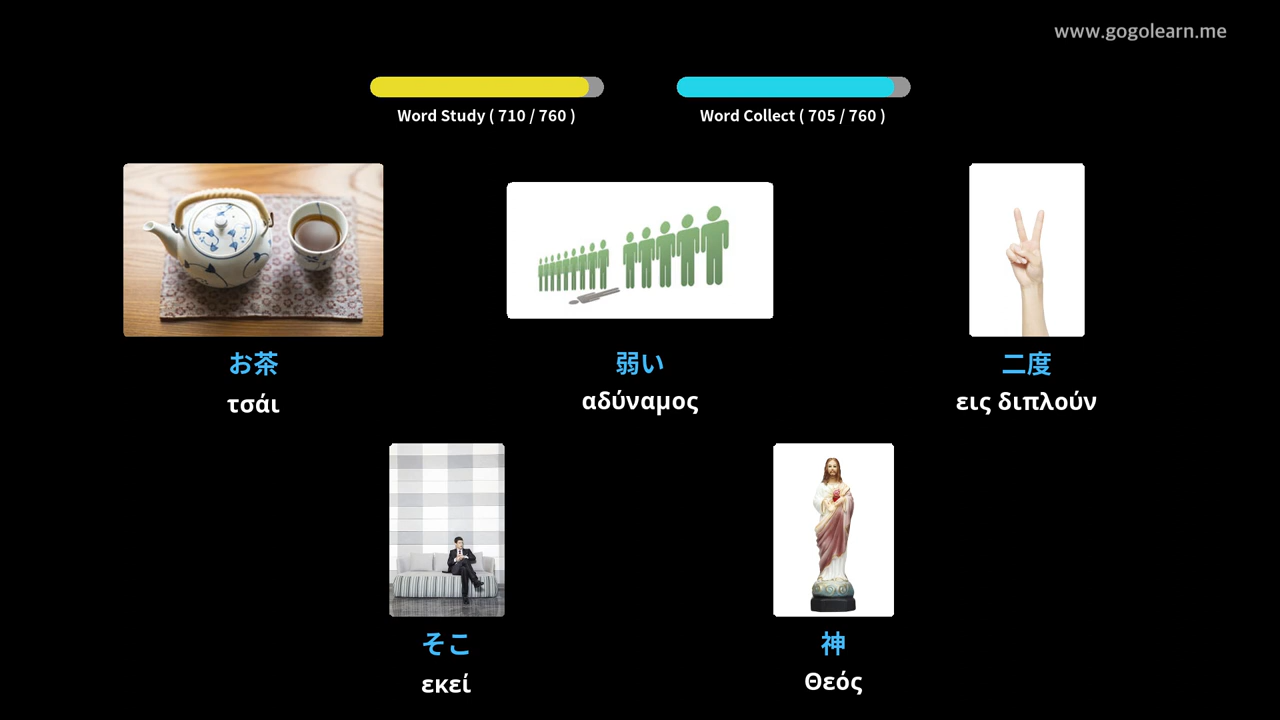 www.gogolearn.me
Word Study ( 710 / 760 )
Word Collect ( 705 / 760 )
お茶
τσάι
弱い
αδύναμος
二度
εις διπλούν
そこ
εκεί
神
Θεός